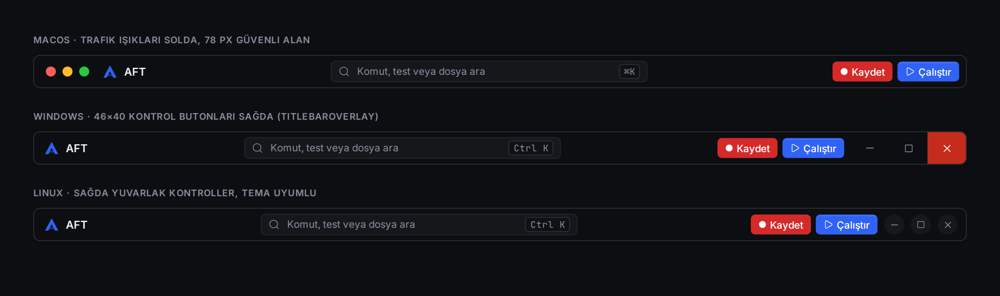 MACOS · TRAFIK IŞIKLARI SOLDA, 78 PX GÜVENLI ALAN
AFT Komut, test veya dosya ara ⌘K Kaydet Çalıştır
WINDOWS · 46×40 KONTROL BUTONLARI SAĞDA (TITLEBAROVERLAY)
AFT Komut, test veya dosya ara Ctrl K Kaydet Çalıştır
LINUX · SAĞDA YUVARLAK KONTROLLER, TEMA UYUMLU
AFT Komut, test veya dosya ara Ctrl K Kaydet Çalıştır